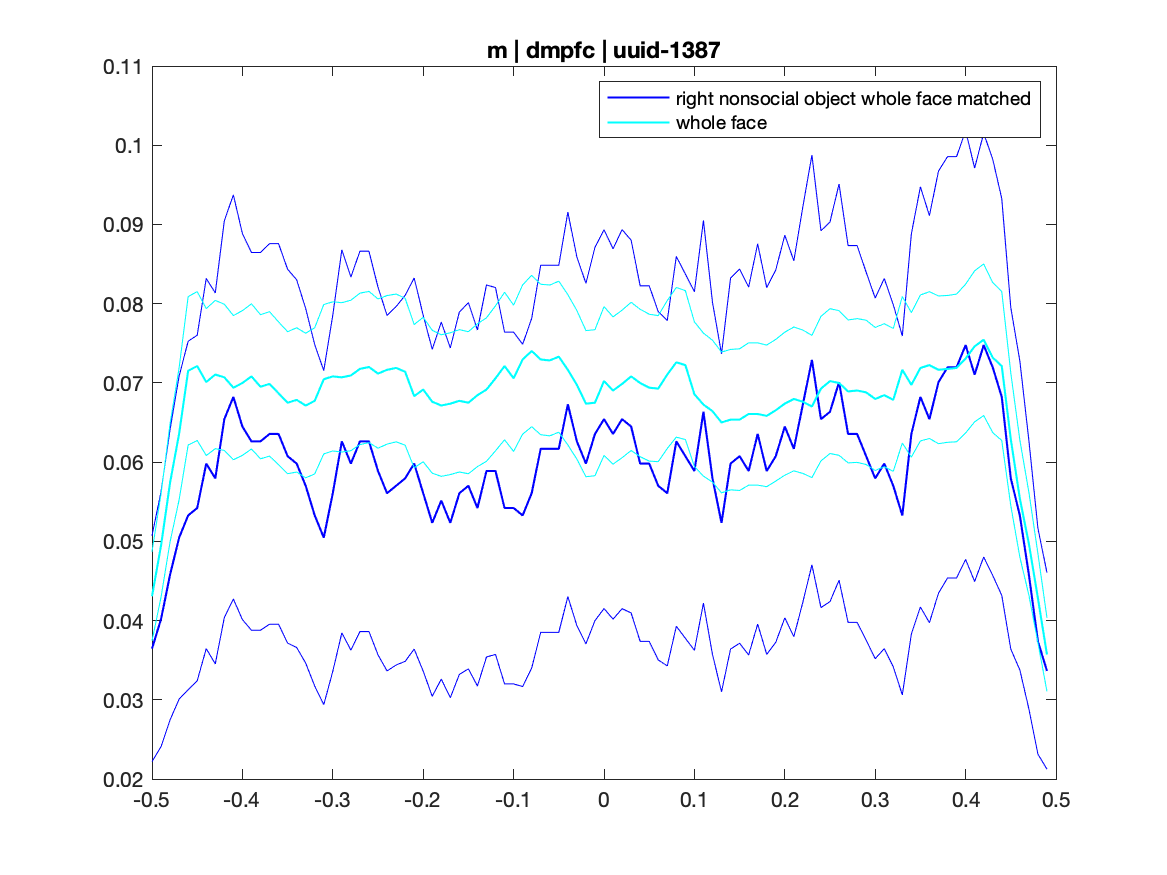 m | dmpfc | uuid-1387
right nonsocial object whole face matched
whole face
0.11
0.1
0.09
0.08
0.07
0.06
0.05
0.04
0.03
0.02
-0.5 -0.4 -0.3 -0.2 -0.1 0 0.1 0.2 0.3 0.4 0.5